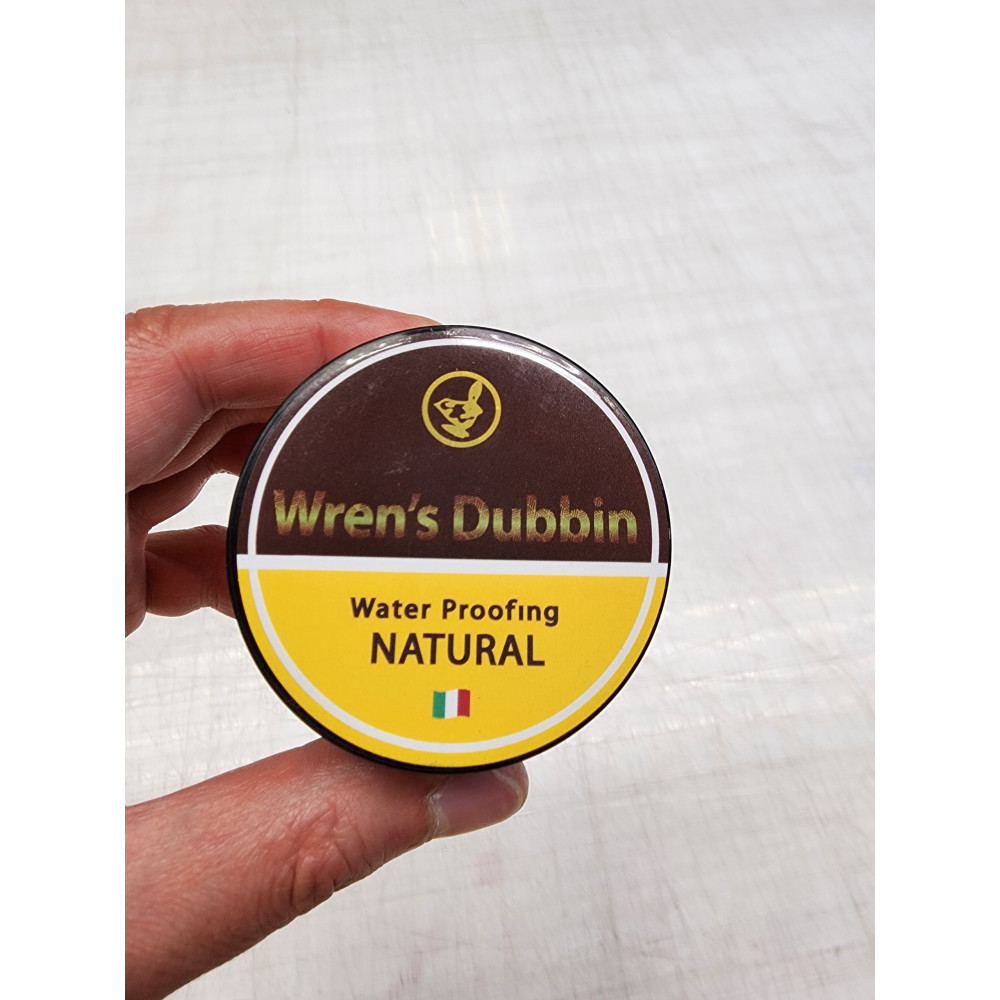 Wren's Dubbin
Water Proofing
NATURAL